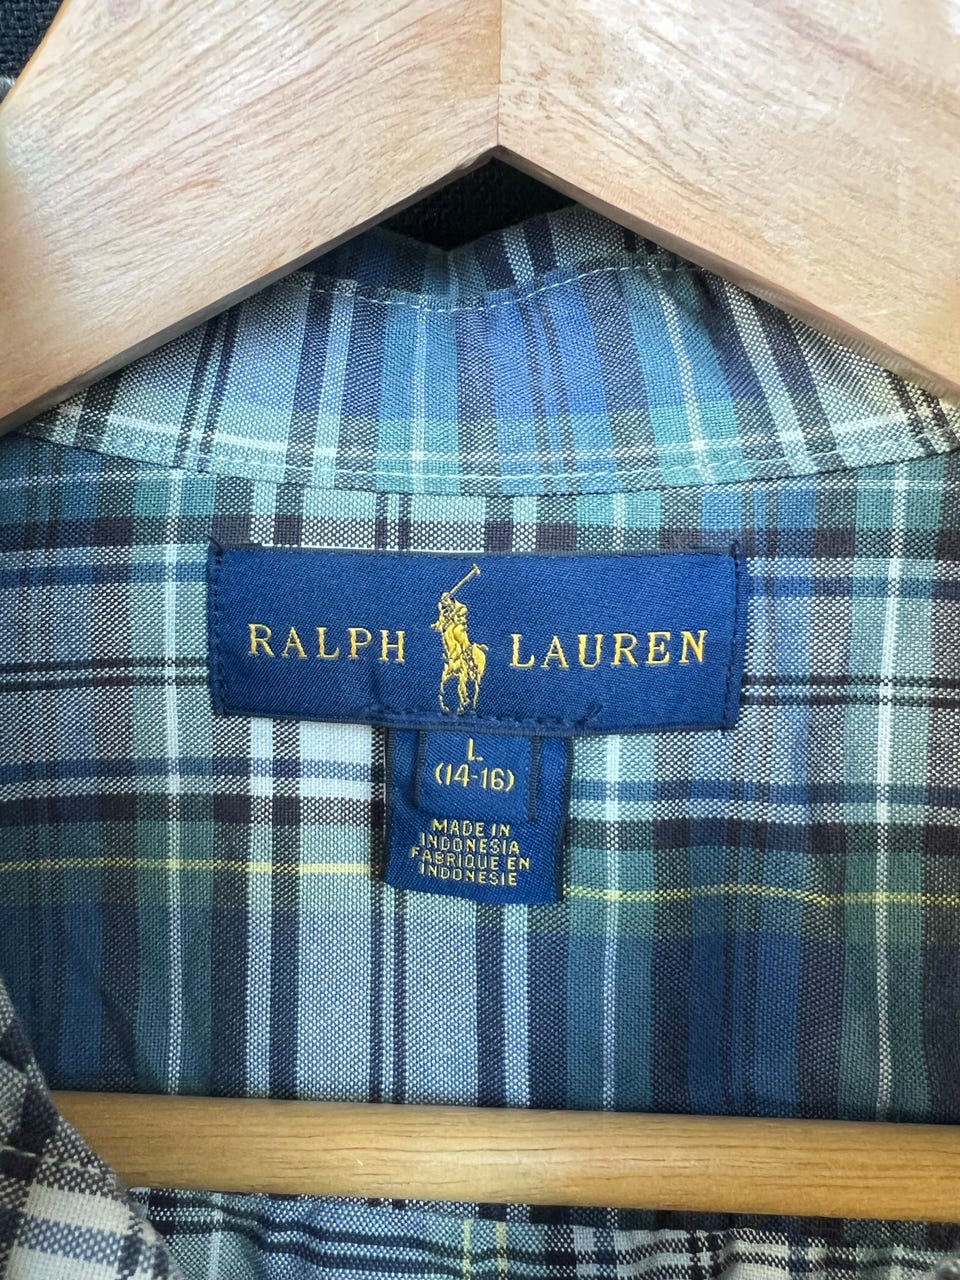 RALPH LAUREN
L
(14-16)
MADE IN
INDONESIA
FABRIQUE EN
INDONESIE